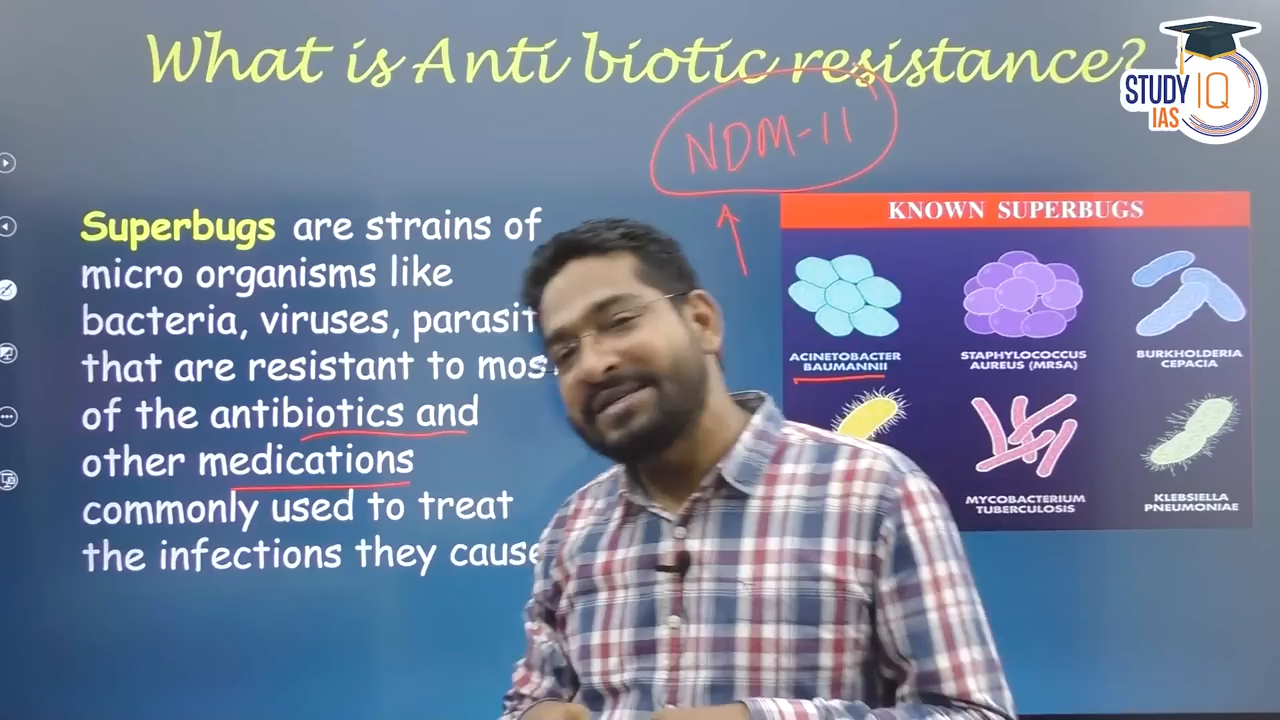 What is Anti biotic resistance?
STUDY IQ
IAS
NDM-11
Superbugs are strains of
micro organisms like
bacteria, viruses, parasit
that are resistant to mos
of the antibiotics and
other medications
commonly used to treat
the infections they cause
KNOWN SUPERBUGS
ACINETOBACTER
BAUMANNII
STAPHYLOCOCCUS
AUREUS (MRSA)
BURKHOLDERIA
CEPACIA
MYCOBACTERIUM
TUBERCULOSIS
KLEBSIELLA
PNEUMONIAE